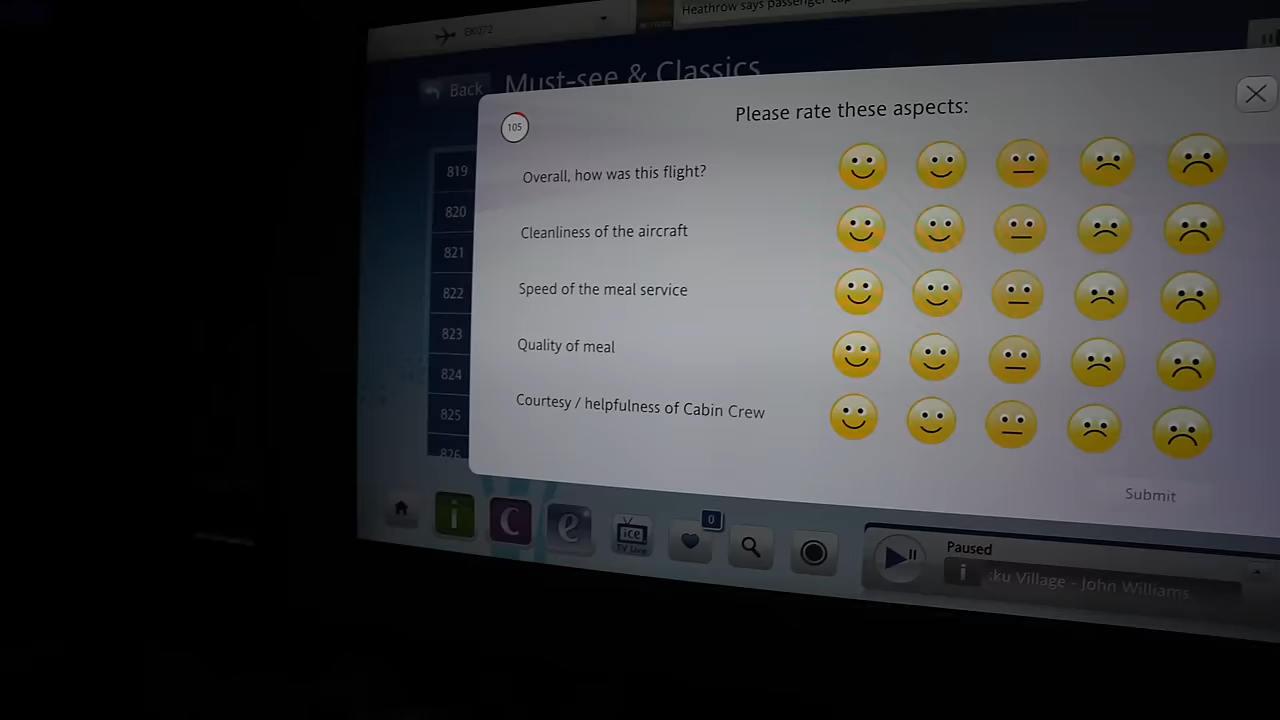 EK072
Heathrow says passenger cap
Back
Must-see & Classics
105
Please rate these aspects:
Overall, how was this flight?
Cleanliness of the aircraft
Speed of the meal service
Quality of meal
Courtesy / helpfulness of Cabin Crew
819
820
821
822
823
824
825
826
Submit
i
C
e
ice
TV Live
0
Paused
i
ku Village - John Williams